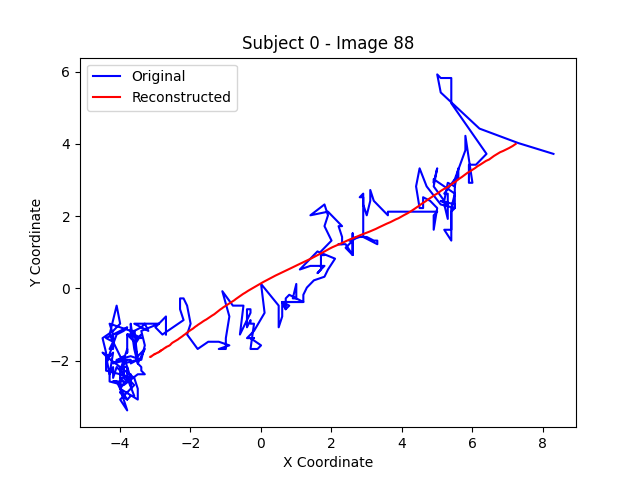 Subject 0 - Image 88
Original
Reconstructed
6
4
2
0
−2
Y Coordinate
−4 −2 0 2 4 6 8
X Coordinate